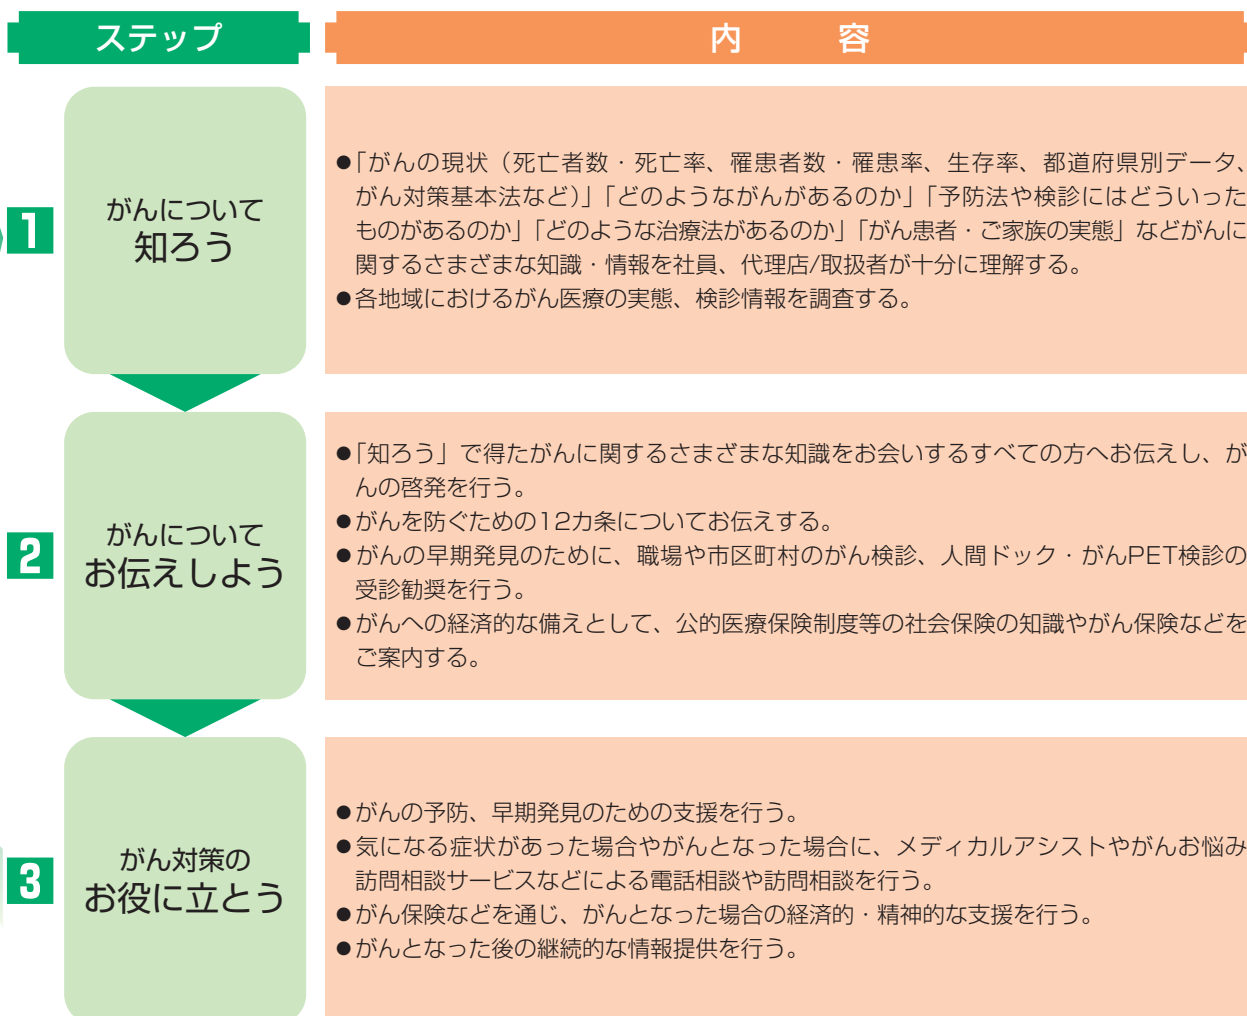 ステップ
内　容
1
がんについて
知ろう
●「がんの現状（死亡者数・死亡率、罹患者数・罹患率、生存率、都道府県別データ、
がん対策基本法など）」「どのようながんがあるのか」「予防法や検診にはどういった
ものがあるのか」「どのような治療法があるのか」「がん患者・ご家族の実態」などがんに
関するさまざまな知識・情報を社員、代理店/取扱者が十分に理解する。
●各地域におけるがん医療の実態、検診情報を調査する。
2
がんについて
お伝えしよう
●「知ろう」で得たがんに関するさまざまな知識をお会いするすべての方へお伝えし、が
んの啓発を行う。
●がんを防ぐための12カ条についてお伝えする。
●がんの早期発見のために、職場や市区町村のがん検診、人間ドック・がんPET検診の
受診勧奨を行う。
●がんへの経済的な備えとして、公的医療保険制度等の社会保険の知識やがん保険などを
ご案内する。
3
がん対策の
お役に立とう
●がんの予防、早期発見のための支援を行う。
●気になる症状があった場合やがんとなった場合に、メディカルアシストやがんお悩み
訪問相談サービスなどによる電話相談や訪問相談を行う。
●がん保険などを通じ、がんとなった場合の経済的・精神的な支援を行う。
●がんとなった後の継続的な情報提供を行う。